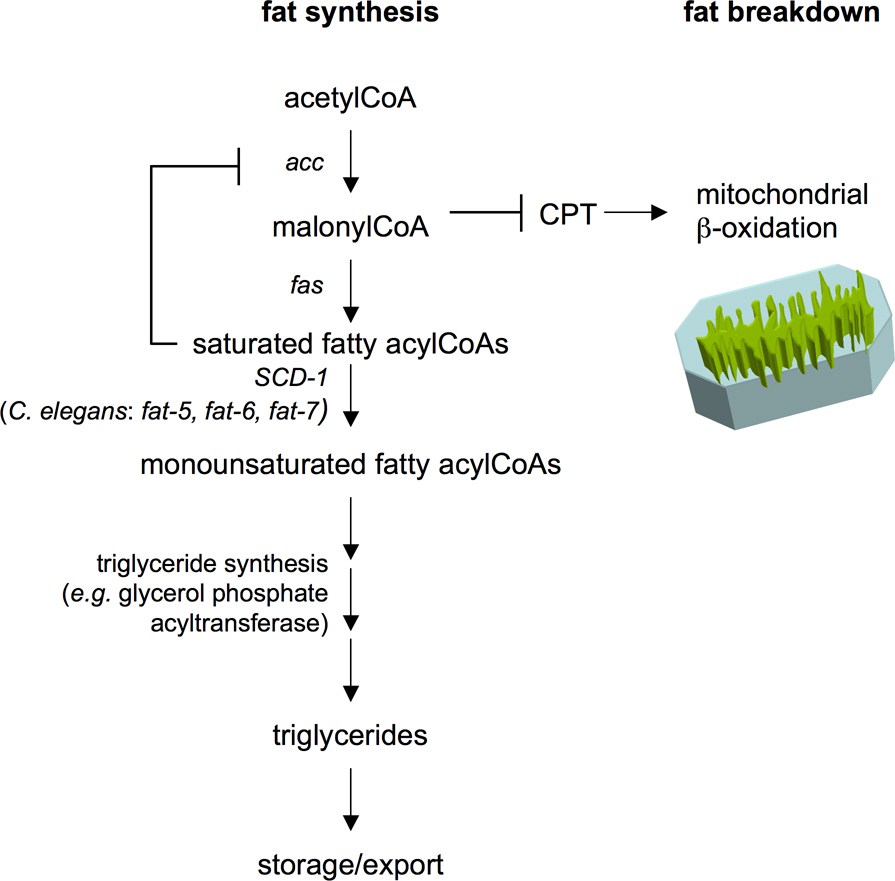 fat synthesis
fat breakdown
acetylCoA
acc
malonylCoA
CPT
mitochondrial
β-oxidation
fas
saturated fatty acylCoAs
SCD-1
(C. elegans: fat-5, fat-6, fat-7)
monounsaturated fatty acylCoAs
triglyceride synthesis
(e.g. glycerol phosphate
acyltransferase)
triglycerides
storage/export